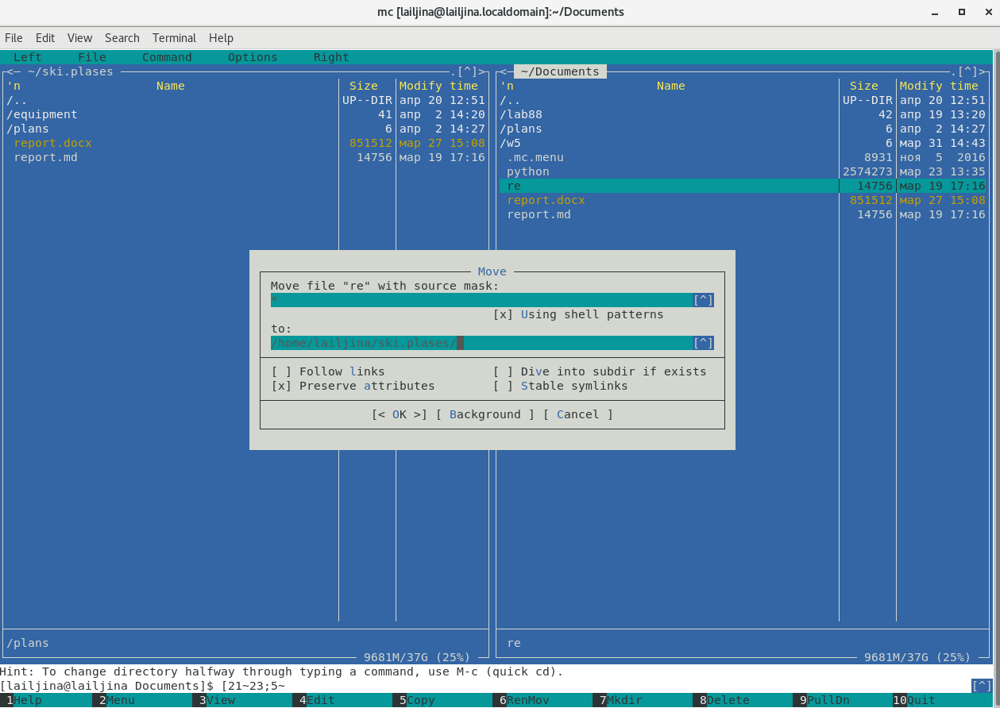 mc [lailjina@lailjina.localdomain]:~/Documents
File Edit View Search Terminal Help
Left File Command Options Right
<─ ~/ski.plases ─.[^]> <─ ~/Documents ─.[^]>
'n Name Size Modify time 'n Name Size Modify time
/.. UP--DIR апр 20 12:51 /.. UP--DIR апр 20 12:51
/equipment 41 апр 2 14:20 /lab88 42 апр 19 13:20
/plans 6 апр 2 14:27 /plans 6 апр 2 14:27
report.docx 851512 мар 27 15:08 /w5 6 мар 31 14:43
report.md 14756 мар 19 17:16 .mc.menu 8931 ноя 5 2016
python 2574273 мар 23 13:35
re 14756 мар 19 17:16
report.docx 851512 мар 27 15:08
report.md 14756 мар 19 17:16
Move
Move file "re" with source mask:
* [^]
[x] Using shell patterns
to:
/home/lailjina/ski.plases/ [^]
[ ] Follow links [ ] Dive into subdir if exists
[x] Preserve attributes [ ] Stable symlinks
[< OK >] [ Background ] [ Cancel ]
/plans re
9681M/37G (25%) 9681M/37G (25%)
Hint: To change directory halfway through typing a command, use M-c (quick cd).
[lailjina@lailjina Documents]$ [21~23;5~ [^]
1Help 2Menu 3View 4Edit 5Copy 6RenMov 7Mkdir 8Delete 9PullDn 10Quit